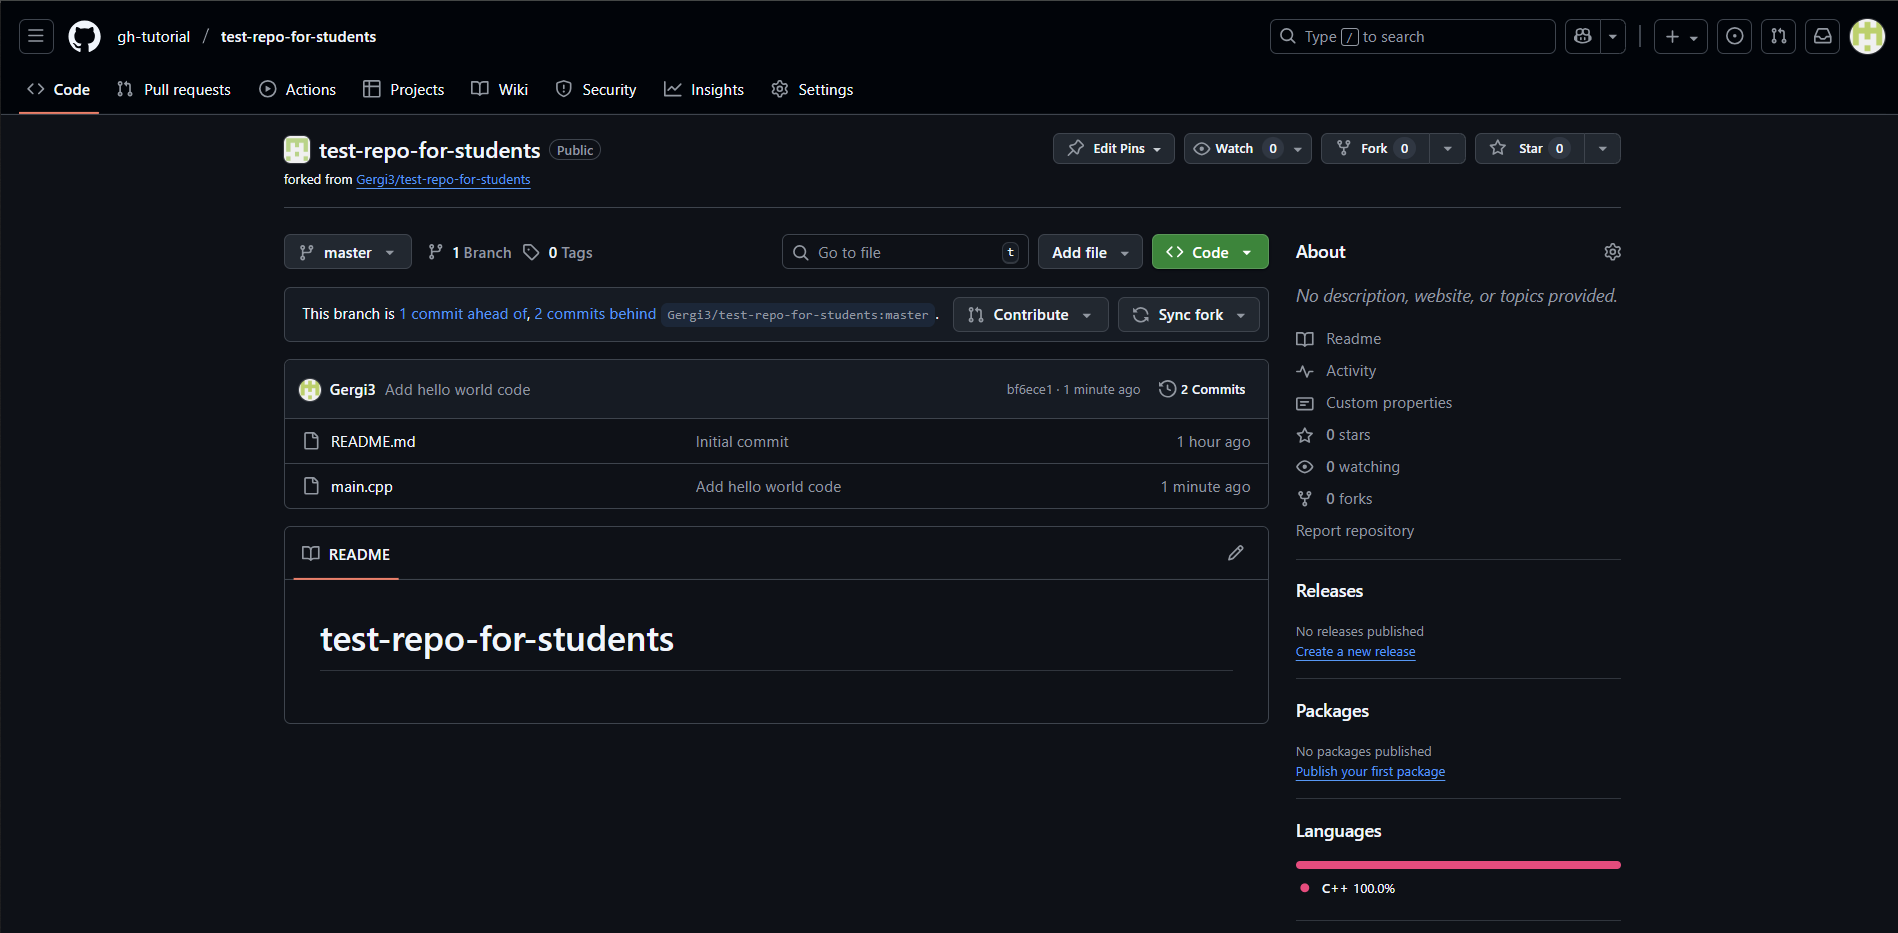 gh-tutorial / test-repo-for-students
Type / to search
Code Pull requests Actions Projects Wiki Security Insights Settings
test-repo-for-students Public
Edit Pins Watch 0 Fork 0 Star 0
forked from Gergi3/test-repo-for-students
master 1 Branch 0 Tags
Go to file t Add file Code
This branch is 1 commit ahead of, 2 commits behind Gergi3/test-repo-for-students:master .
Contribute Sync fork
Gergi3 Add hello world code bf6ece1 · 1 minute ago 2 Commits
README.md Initial commit 1 hour ago
main.cpp Add hello world code 1 minute ago
README
test-repo-for-students
About
No description, website, or topics provided.
Readme
Activity
Custom properties
0 stars
0 watching
0 forks
Report repository
Releases
No releases published
Create a new release
Packages
No packages published
Publish your first package
Languages
C++ 100.0%